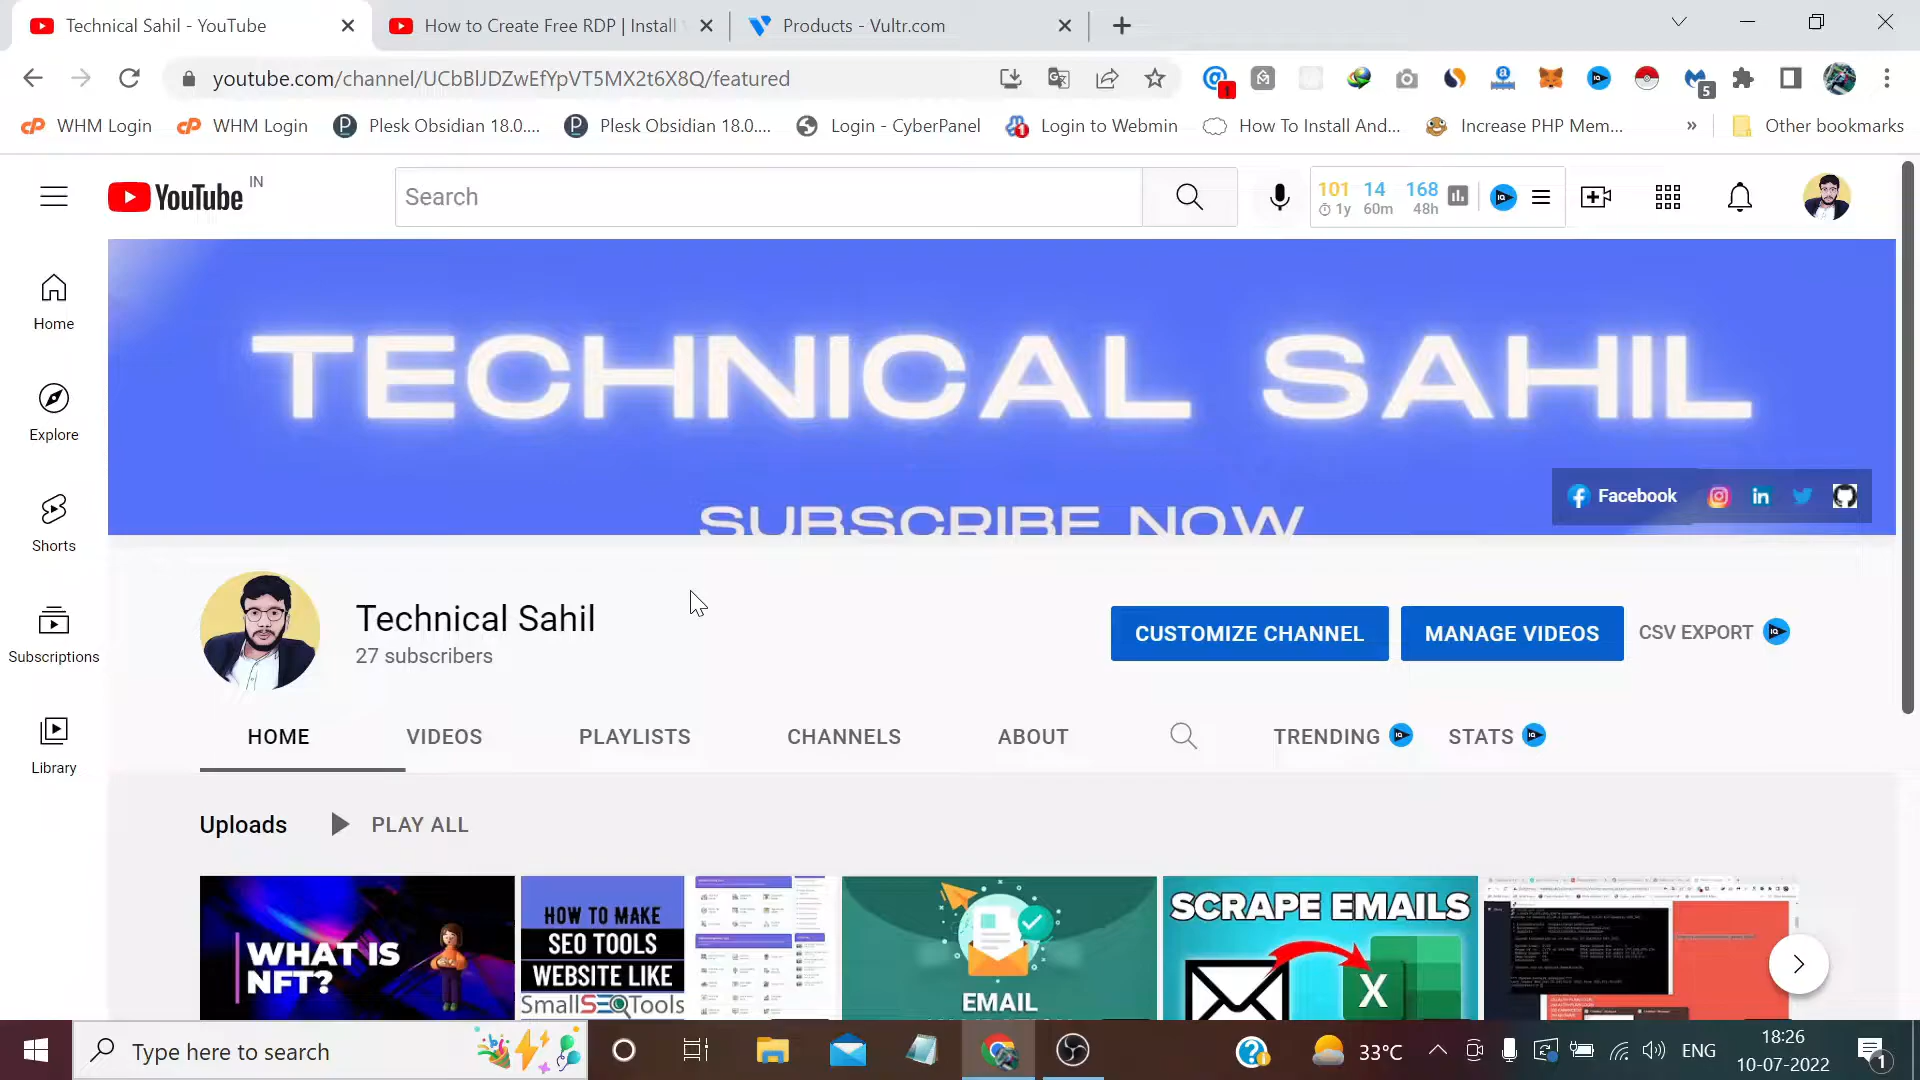 Technical Sahil - YouTube
How to Create Free RDP | Install
Products - Vultr.com
youtube.com/channel/UCbBlJDZwEfYpVT5MX2t6X8Q/featured
1
5
WHM Login
WHM Login
Plesk Obsidian 18.0....
Plesk Obsidian 18.0....
Login - CyberPanel
Login to Webmin
How To Install And...
Increase PHP Mem...
»
Other bookmarks
YouTube IN
Search
101 14 168
1y 60m 48h
Home
Explore
Shorts
Subscriptions
Library
TECHNICAL SAHIL
SUBSCRIBE NOW
Facebook
Technical Sahil
27 subscribers
CUSTOMIZE CHANNEL
MANAGE VIDEOS
CSV EXPORT
HOME
VIDEOS
PLAYLISTS
CHANNELS
ABOUT
TRENDING
STATS
Uploads
PLAY ALL
WHAT IS
NFT?
HOW TO MAKE
SEO TOOLS
WEBSITE LIKE
SmallSEOTools
EMAIL
SCRAPE EMAILS
X
Type here to search
33°C
ENG
18:26
10-07-2022
1